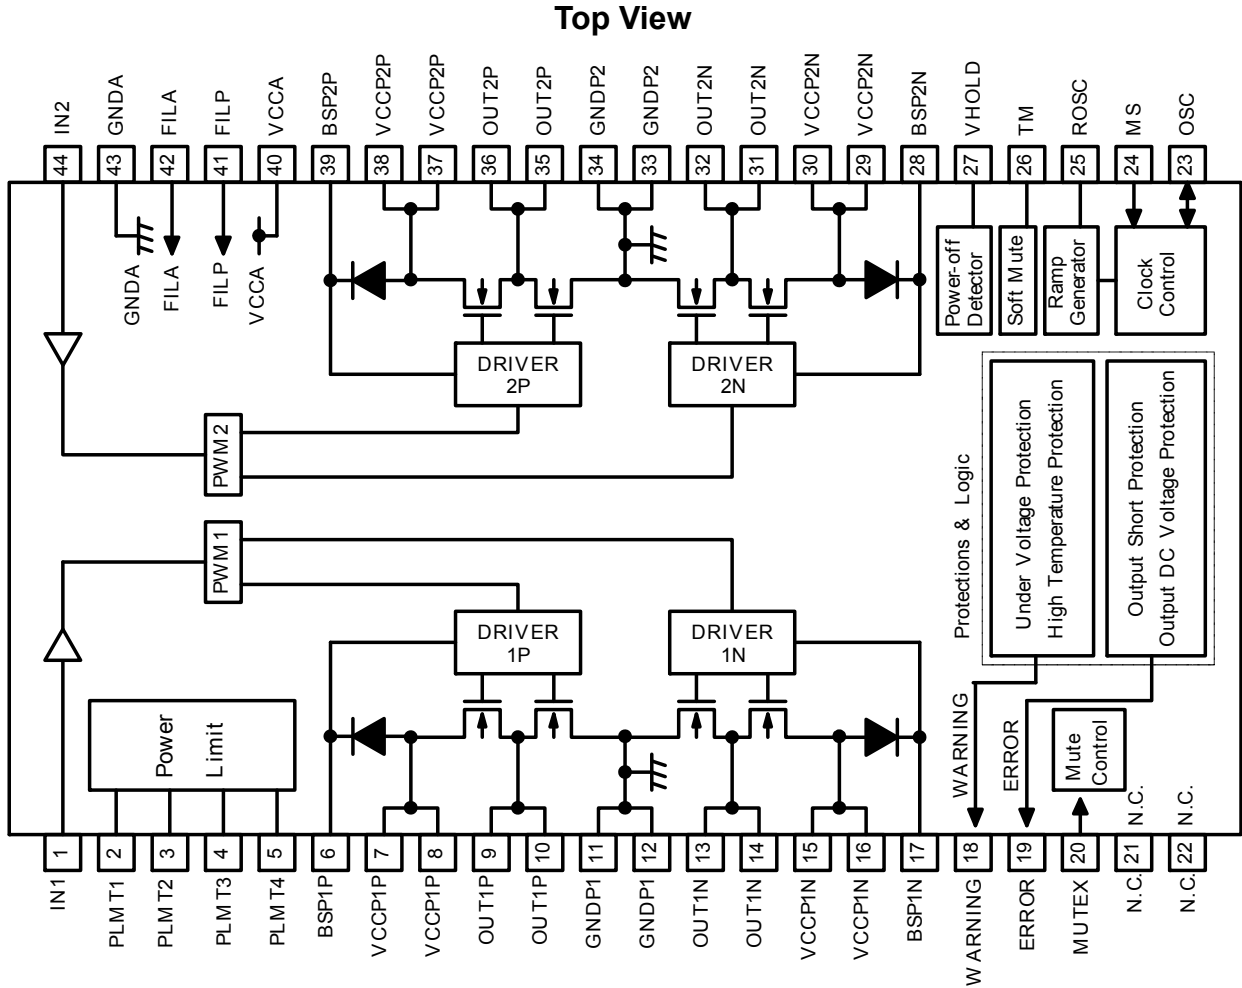 Top View
IN2
GNDA
FILA
FILP
VCCA
BSP2P
VCCP2P
VCCP2P
OUT2P
OUT2P
GNDP2
GNDP2
OUT2N
OUT2N
VCCP2N
VCCP2N
BSP2N
VHOLD
TM
ROSC
MS
OSC
44
43
42
41
40
39
38
37
36
35
34
33
32
31
30
29
28
27
26
25
24
23
GNDA
FILA
FILP
VCCA
Power-off
Detector
Soft Mute
Ramp
Generator
Clock
Control
DRIVER
2P
DRIVER
2N
PWM2
PWM1
DRIVER
1P
DRIVER
1N
Protections & Logic
Under Voltage Protection
High Temperature Protection
Output Short Protection
Output DC Voltage Protection
Power
Limit
WARNING
ERROR
Mute
Control
N.C.
N.C.
1
2
3
4
5
6
7
8
9
10
11
12
13
14
15
16
17
18
19
20
21
22
IN1
PLMT1
PLMT2
PLMT3
PLMT4
BSP1P
VCCP1P
VCCP1P
OUT1P
OUT1P
GNDP1
GNDP1
OUT1N
OUT1N
VCCP1N
VCCP1N
BSP1N
WARNING
ERROR
MUTEX
N.C.
N.C.